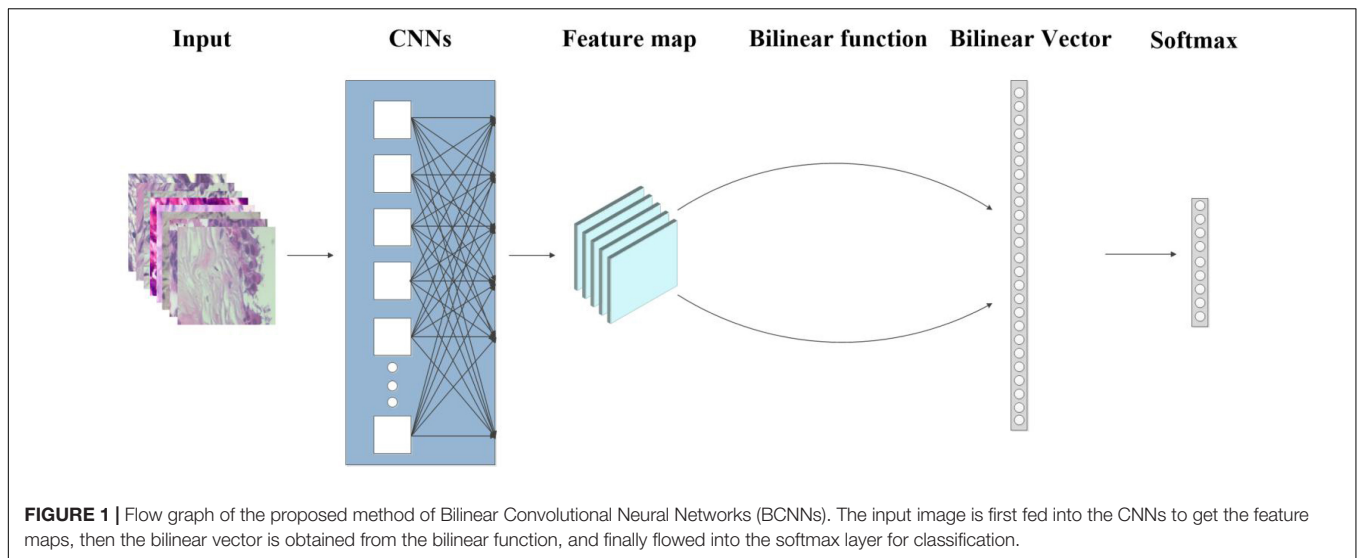 Input CNNs Feature map Bilinear function Bilinear Vector Softmax
FIGURE 1 | Flow graph of the proposed method of Bilinear Convolutional Neural Networks (BCNNs). The input image is first fed into the CNNs to get the feature
maps, then the bilinear vector is obtained from the bilinear function, and finally flowed into the softmax layer for classification.